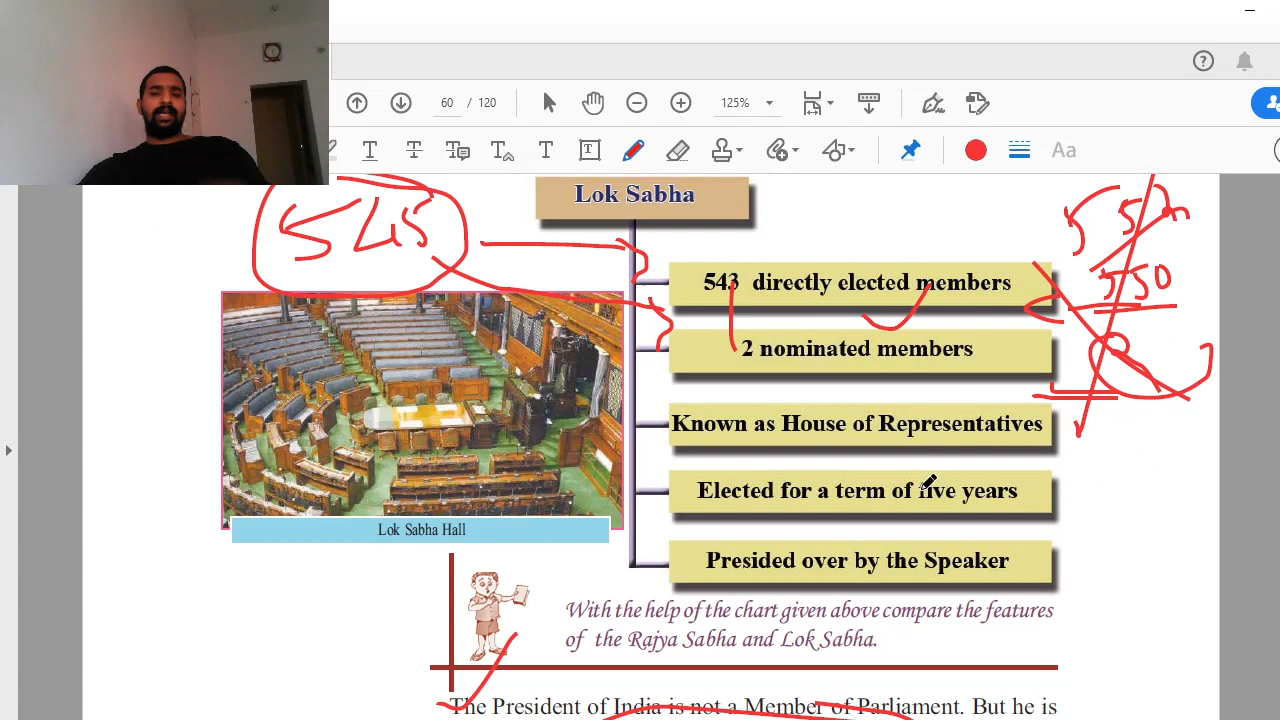 60 / 120
125%
Aa
Lok Sabha
545
552
550
543 directly elected members
2 nominated members
Known as House of Representatives
Elected for a term of five years
Lok Sabha Hall
Presided over by the Speaker
With the help of the chart given above compare the features
of the Rajya Sabha and Lok Sabha.
The President of India is not a Member of Parliament. But he is